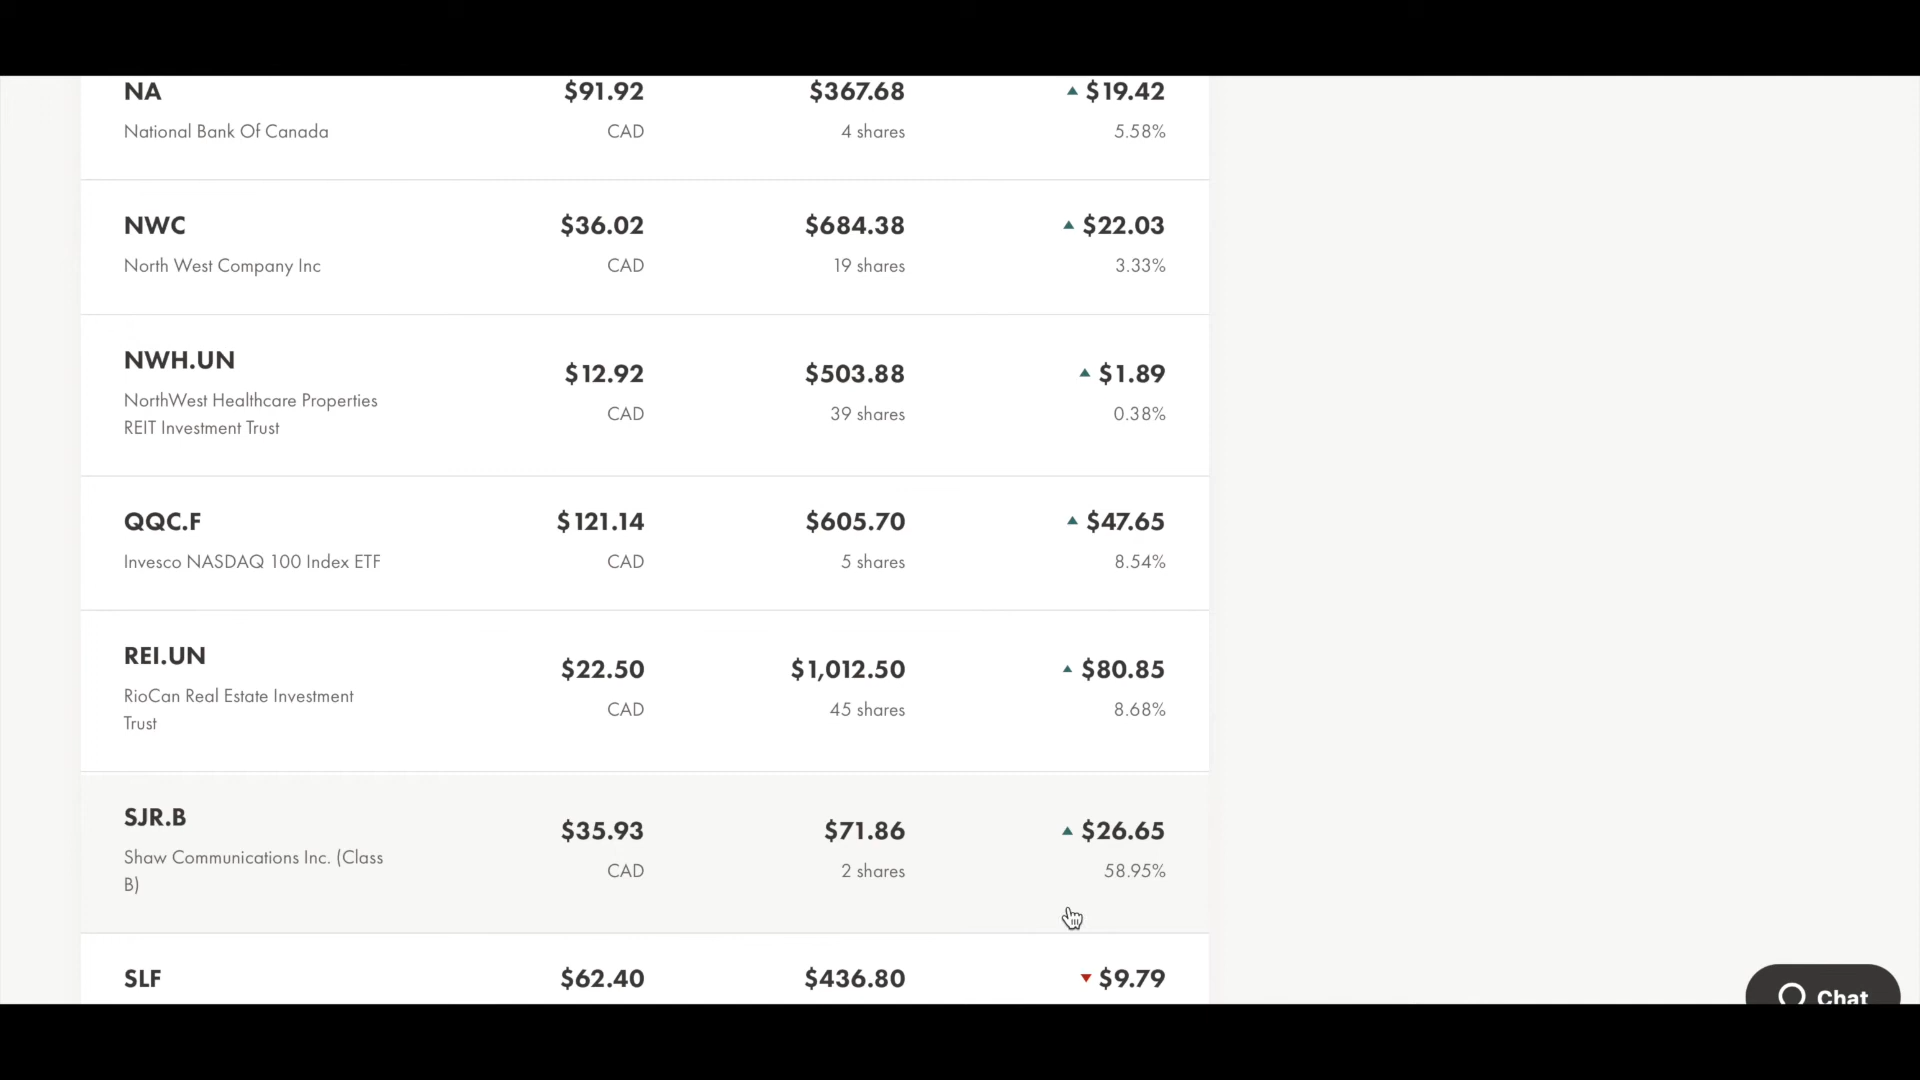 NA $91.92 $367.68 $19.42
National Bank Of Canada CAD 4 shares 5.58%
NWC $36.02 $684.38 $22.03
North West Company Inc CAD 19 shares 3.33%
NWH.UN
$12.92 $503.88 $1.89
NorthWest Healthcare Properties
CAD 39 shares 0.38%
REIT Investment Trust
QQC.F $121.14 $605.70 $47.65
Invesco NASDAQ 100 Index ETF CAD 5 shares 8.54%
REI.UN
$22.50 $1,012.50 $80.85
RioCan Real Estate Investment
CAD 45 shares 8.68%
Trust
SJR.B
$35.93 $71.86 $26.65
Shaw Communications Inc. (Class
CAD 2 shares 58.95%
B)
SLF $62.40 $436.80 $9.79
Chat